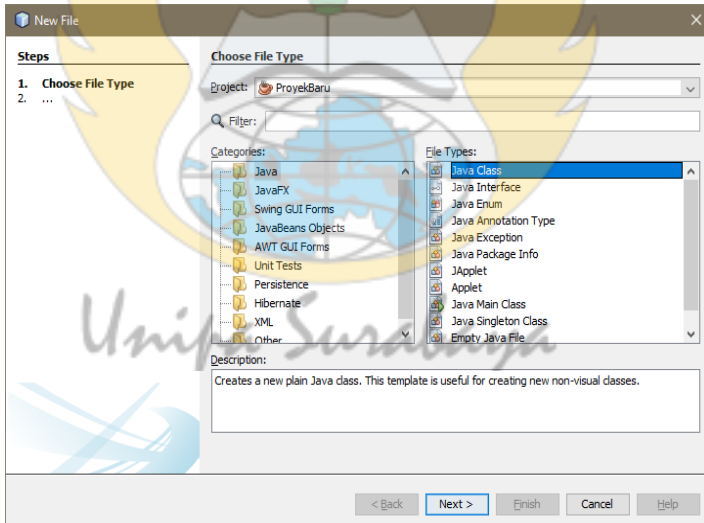 New File
Steps
1. Choose File Type
2. ...
Choose File Type
Project: ProyekBaru
Filter:
Categories:
Java
JavaFX
Swing GUI Forms
JavaBeans Objects
AWT GUI Forms
Unit Tests
Persistence
Hibernate
XML
Other
File Types:
Java Class
Java Interface
Java Enum
Java Annotation Type
Java Exception
Java Package Info
JApplet
Applet
Java Main Class
Java Singleton Class
Empty Java File
Unipa Surabaya
Description:
Creates a new plain Java class. This template is useful for creating new non-visual classes.
< Back Next > Finish Cancel Help